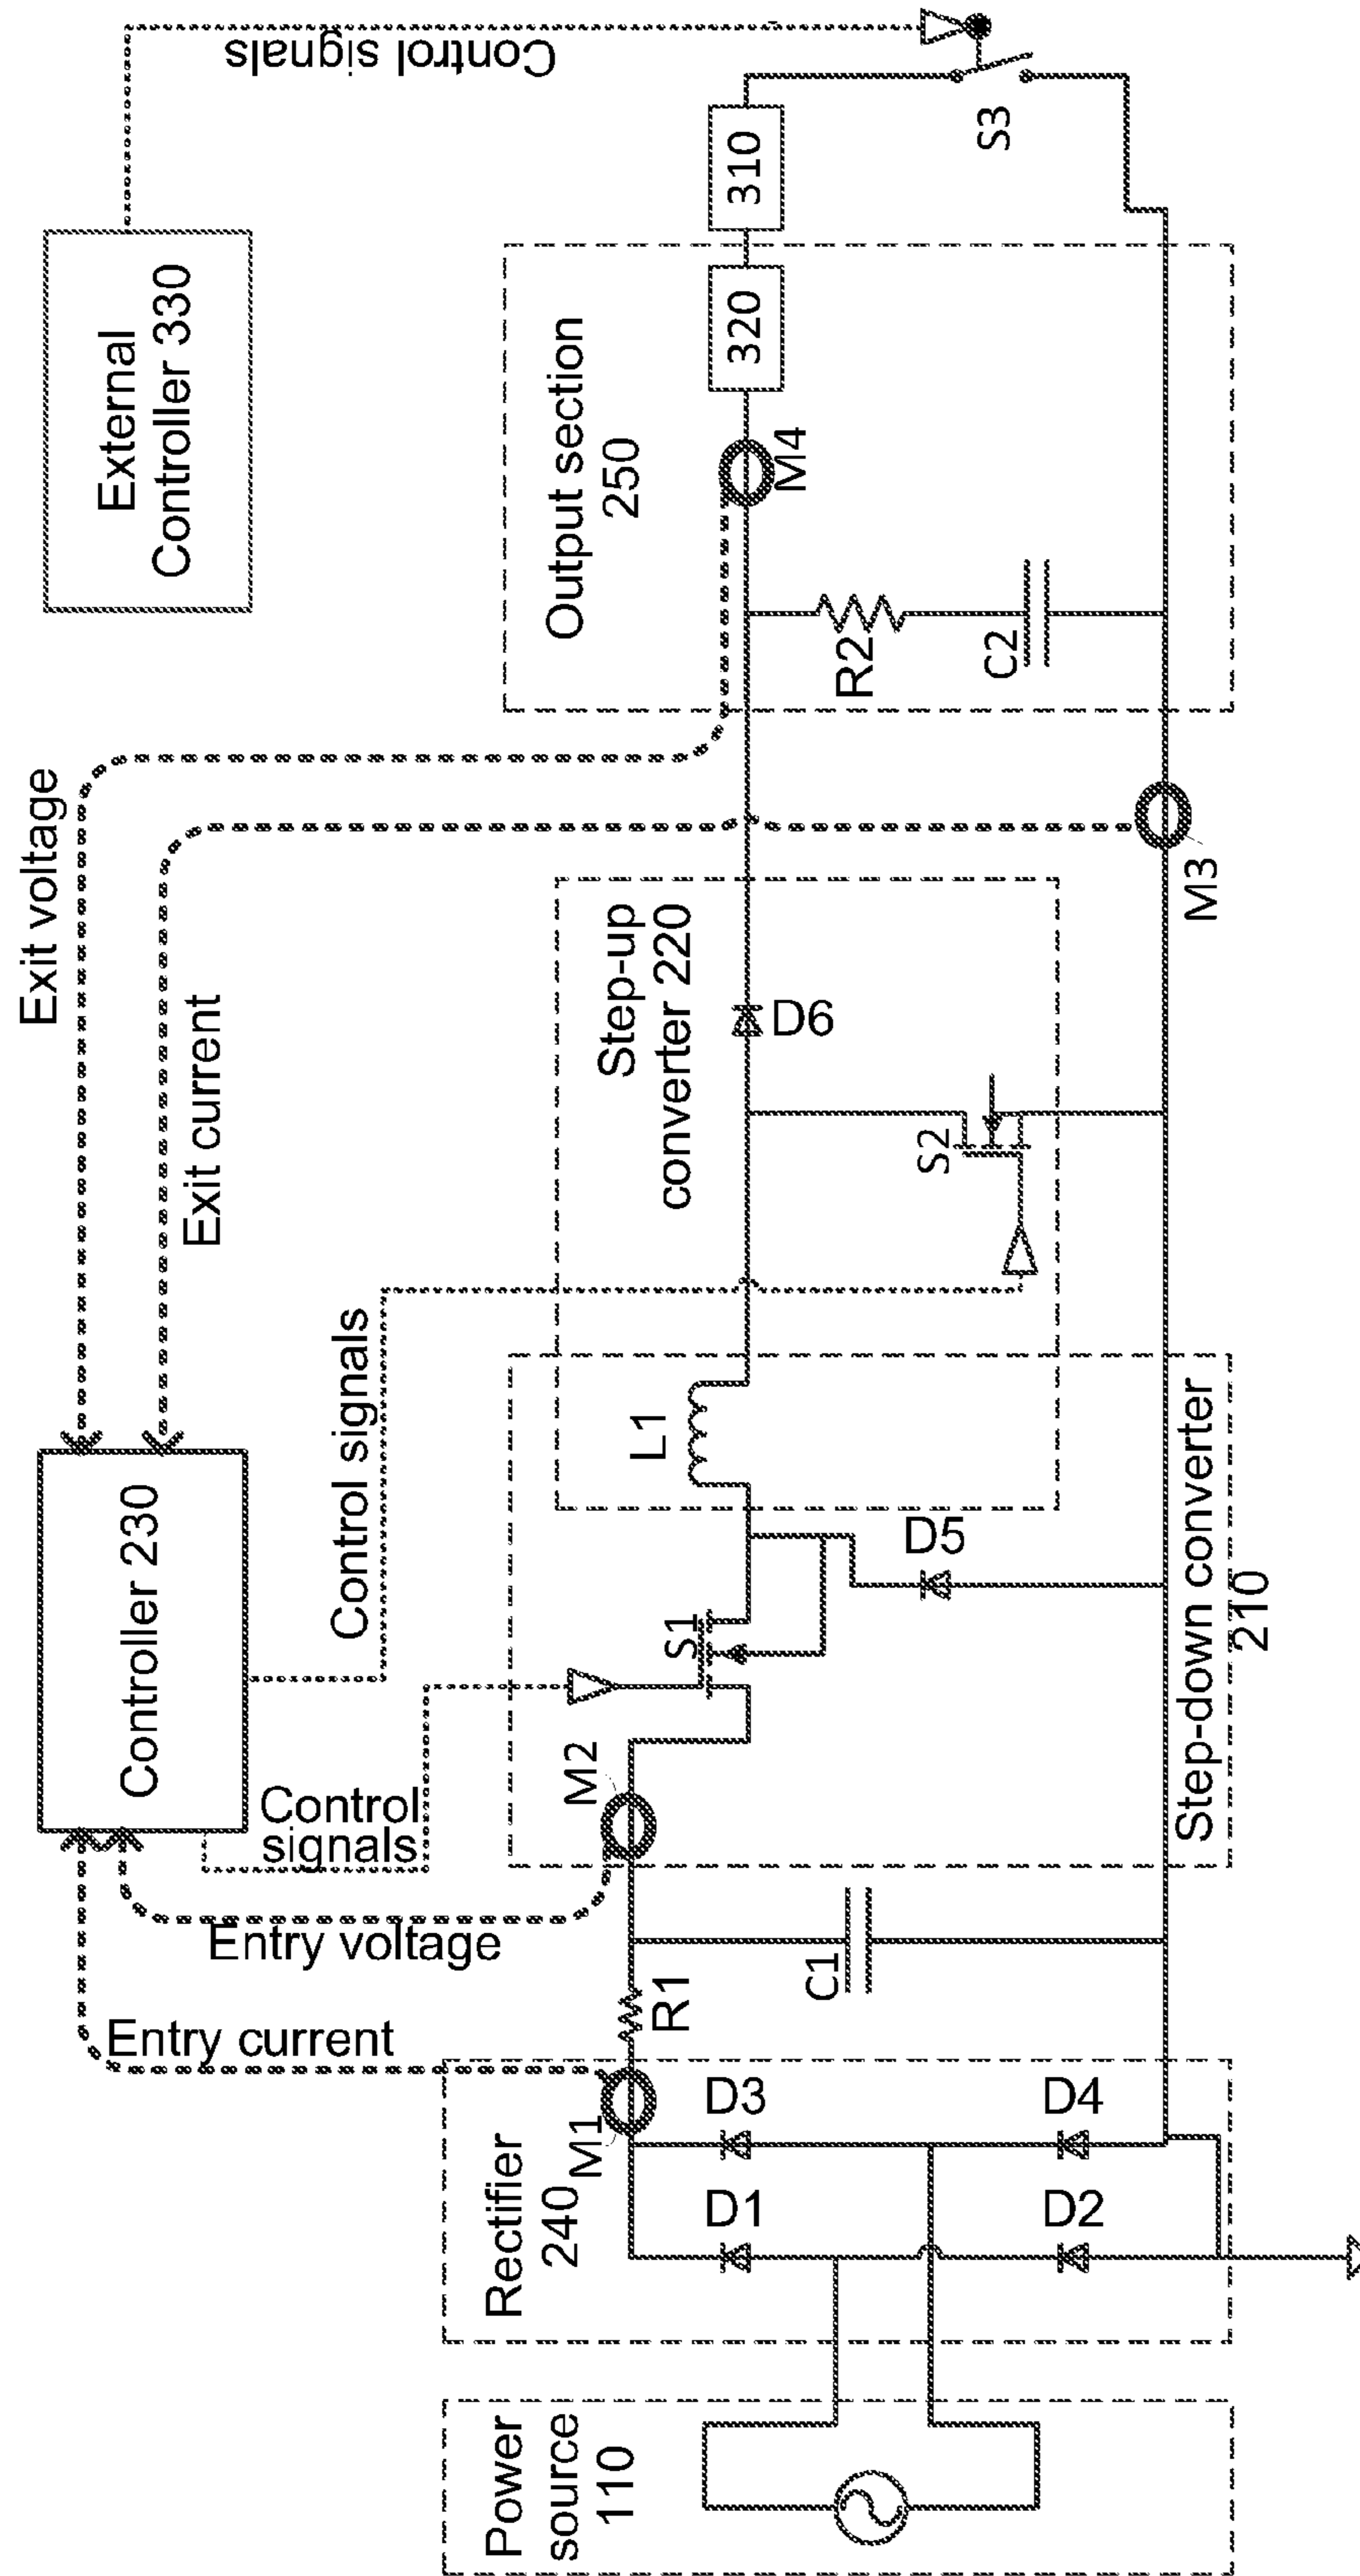 Power
source
110
Rectifier
240
M1
D1
D2
D3
D4
Entry current
R1
C1
Entry voltage
M2
Control
signals
Controller 230
S1
D5
Step-down converter
210
L1
Control signals
Step-up
converter 220
S2
D6
Exit voltage
Exit current
M3
Output section
250
R2
C2
M4
320
310
External
Controller 330
Control signals
S3